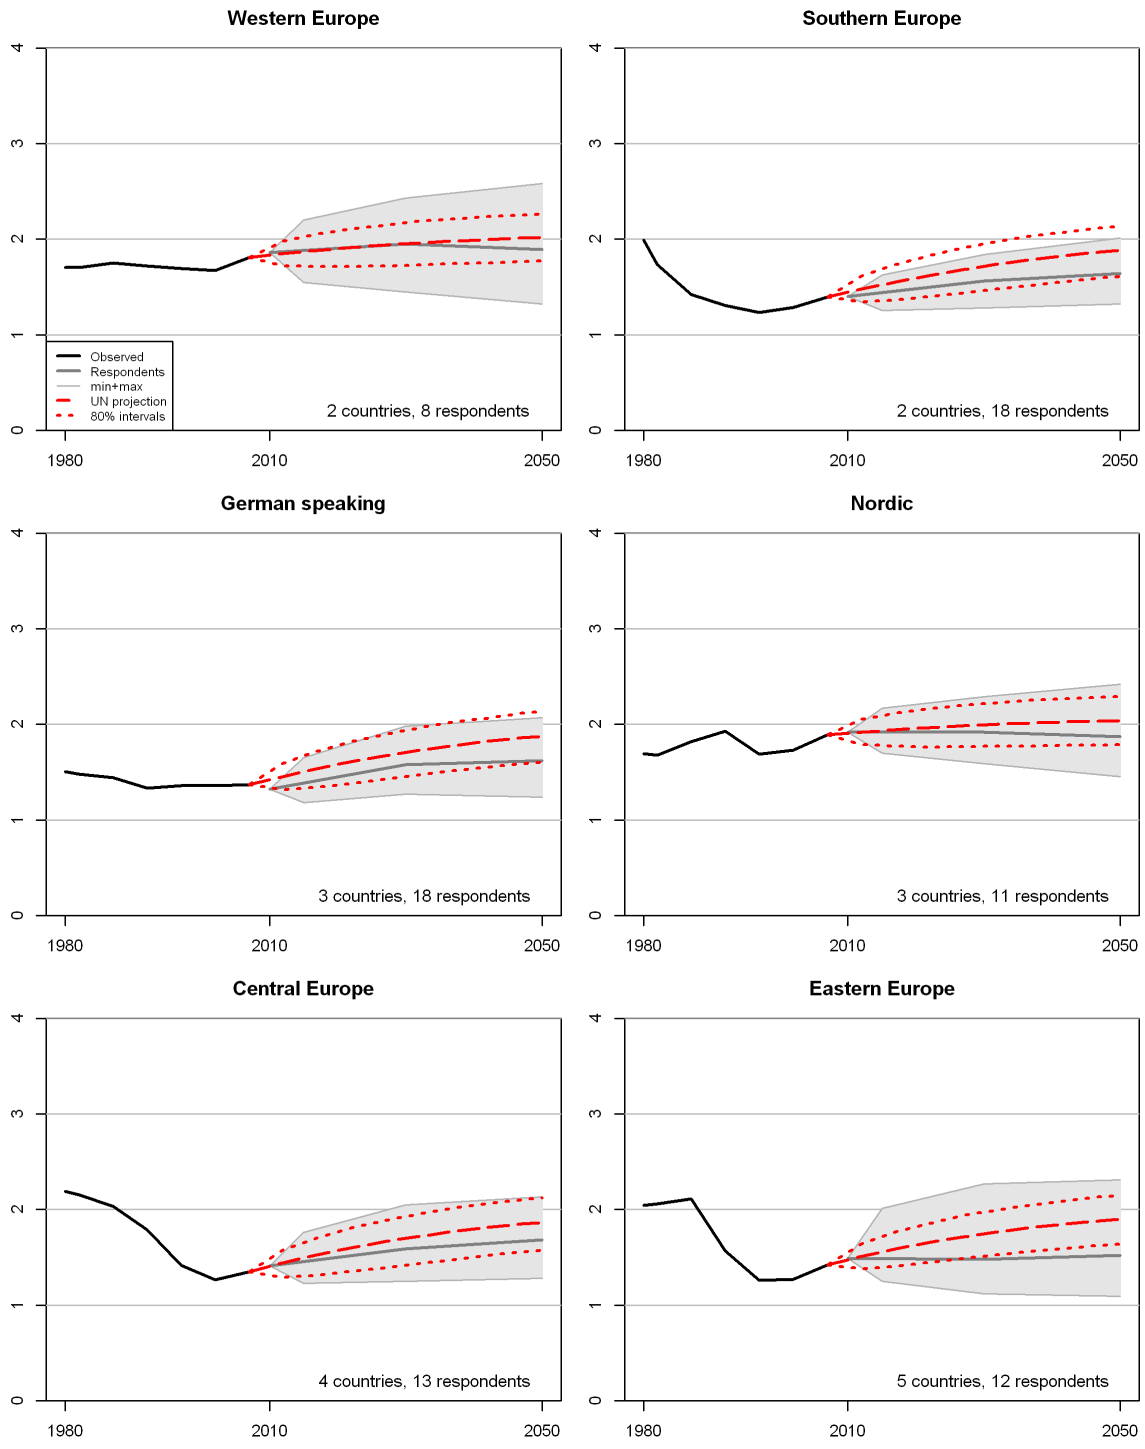 Western Europe
4
3
2
1
0
Observed
Respondents
min+max
UN projection
80% intervals
2 countries, 8 respondents
1980
2010
2050
Southern Europe
4
3
2
1
0
2 countries, 18 respondents
1980
2010
2050
German speaking
4
3
2
1
0
3 countries, 18 respondents
1980
2010
2050
Nordic
4
3
2
1
0
3 countries, 11 respondents
1980
2010
2050
Central Europe
4
3
2
1
0
4 countries, 13 respondents
1980
2010
2050
Eastern Europe
4
3
2
1
0
5 countries, 12 respondents
1980
2010
2050